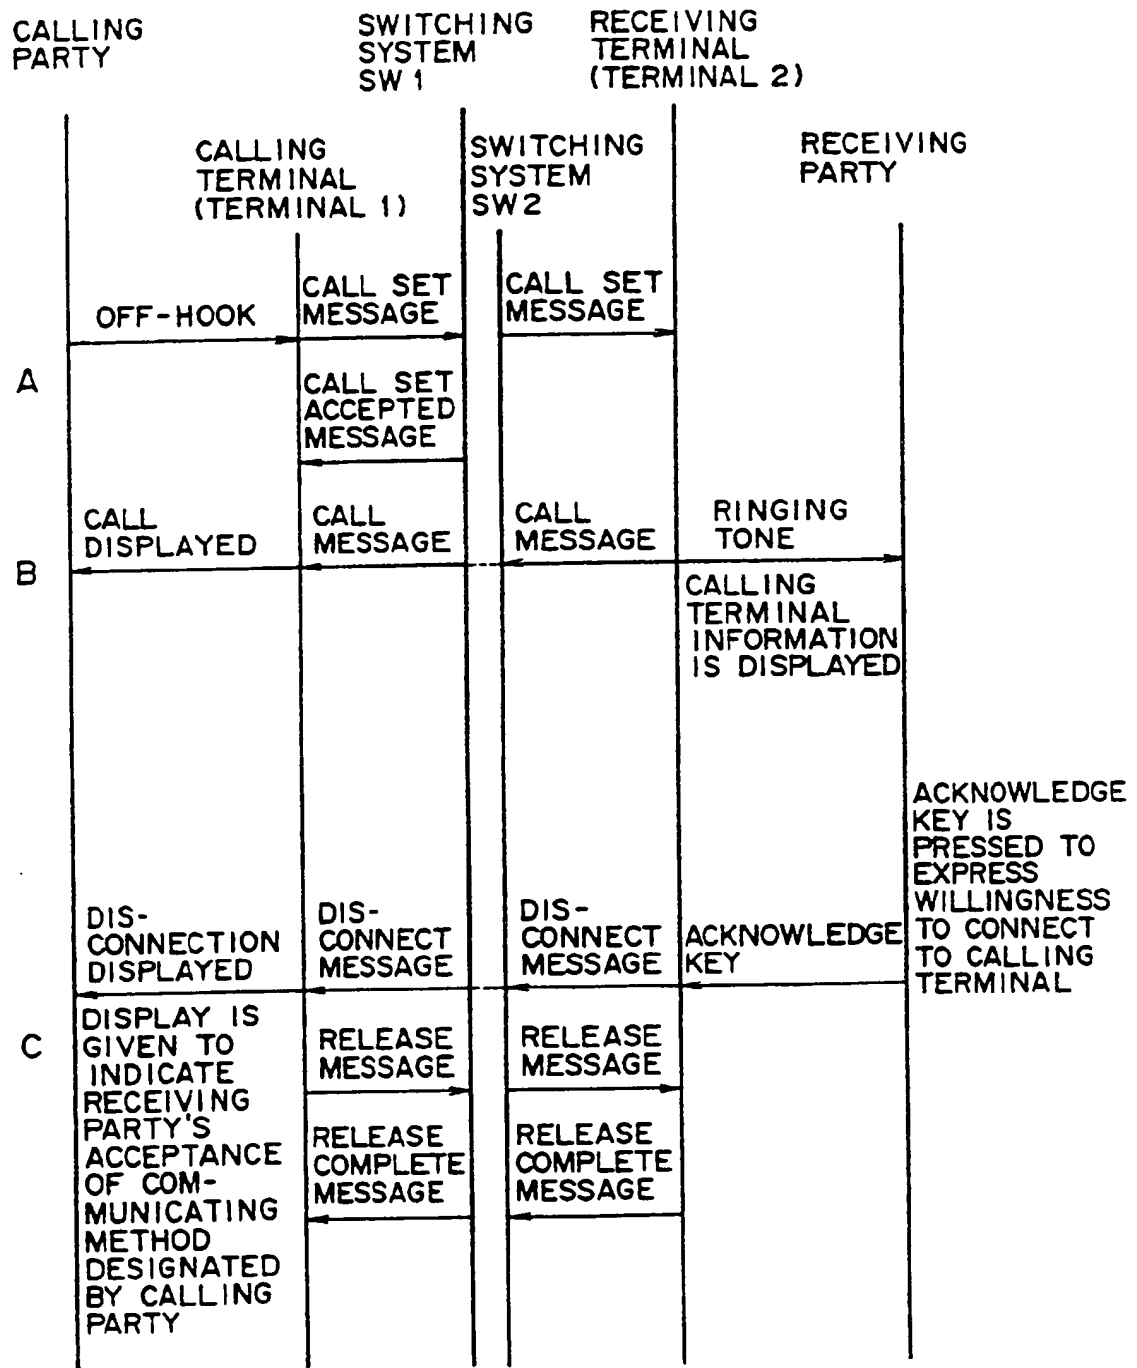 CALLING
PARTY
SWITCHING
SYSTEM
SW1
RECEIVING
TERMINAL
(TERMINAL 2)
CALLING
TERMINAL
(TERMINAL 1)
SWITCHING
SYSTEM
SW2
RECEIVING
PARTY
OFF-HOOK
CALL SET
MESSAGE
CALL SET
MESSAGE
A
CALL SET
ACCEPTED
MESSAGE
CALL
DISPLAYED
CALL
MESSAGE
CALL
MESSAGE
RINGING
TONE
B
CALLING
TERMINAL
INFORMATION
IS DISPLAYED
ACKNOWLEDGE
KEY IS
PRESSED TO
EXPRESS
WILLINGNESS
TO CONNECT
TO CALLING
TERMINAL
DIS-
CONNECTION
DISPLAYED
DIS-
CONNECT
MESSAGE
DIS-
CONNECT
MESSAGE
ACKNOWLEDGE
KEY
C
DISPLAY IS
GIVEN TO
INDICATE
RECEIVING
PARTY'S
ACCEPTANCE
OF COM-
MUNICATING
METHOD
DESIGNATED
BY CALLING
PARTY
RELEASE
MESSAGE
RELEASE
MESSAGE
RELEASE
COMPLETE
MESSAGE
RELEASE
COMPLETE
MESSAGE